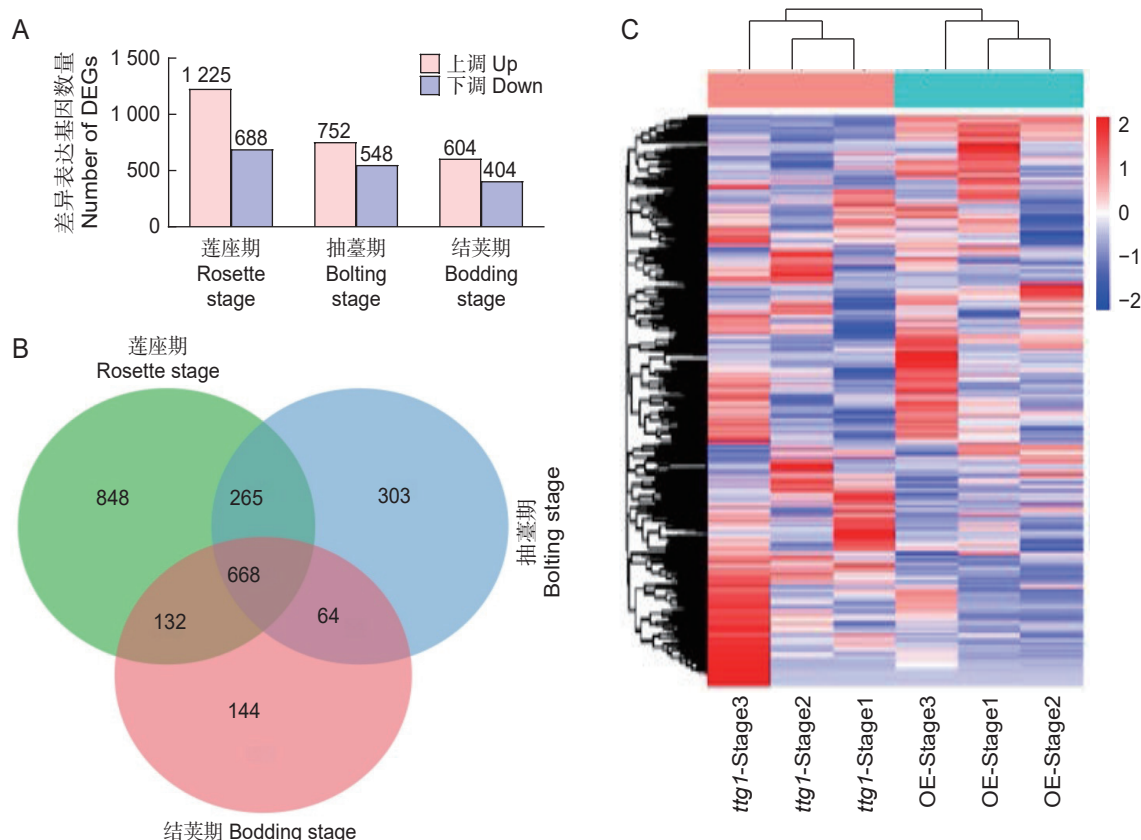 A
差异表达基因数量
Number of DEGs
1 500
1 000
500
0
上调 Up
下调 Down
1 225
688
752
548
604
404
莲座期
Rosette
stage
抽薹期
Bolting
stage
结荚期
Bodding
stage
B
莲座期
Rosette stage
848
265
303
668
132
64
144
抽薹期
Bolting stage
结荚期 Bodding stage
C
2
1
0
−1
−2
ttg1-Stage3
ttg1-Stage2
ttg1-Stage1
OE-Stage3
OE-Stage1
OE-Stage2